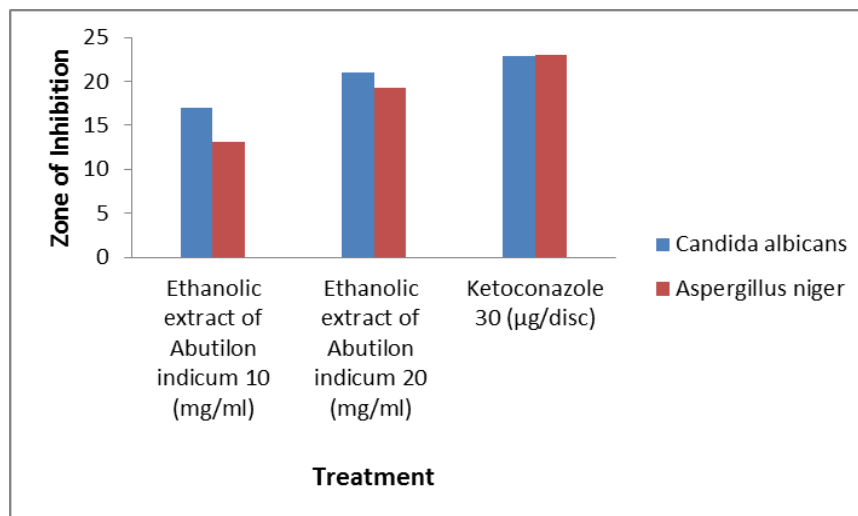 Zone of Inhibition
25
20
15
10
5
0
Ethanolic
extract of
Abutilon
indicum 10
(mg/ml)
Ethanolic
extract of
Abutilon
indicum 20
(mg/ml)
Ketoconazole
30 (µg/disc)
Treatment
Candida albicans
Aspergillus niger